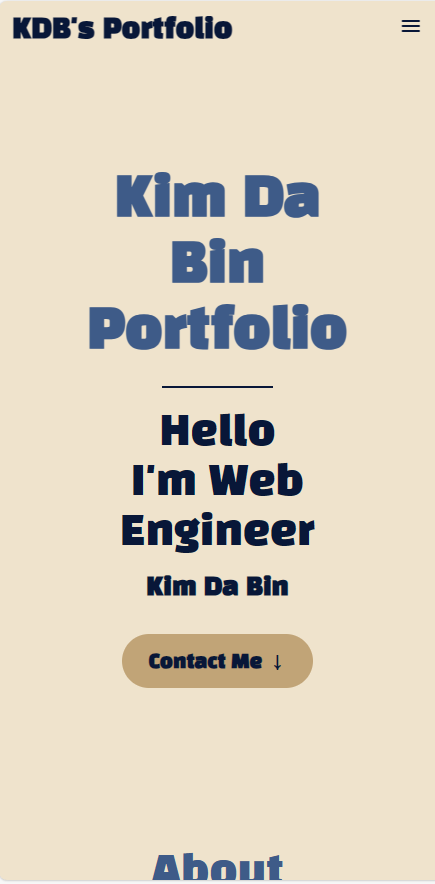 KDB's Portfolio
Kim Da
Bin
Portfolio
Hello
I'm Web
Engineer
Kim Da Bin
Contact Me ↓
About